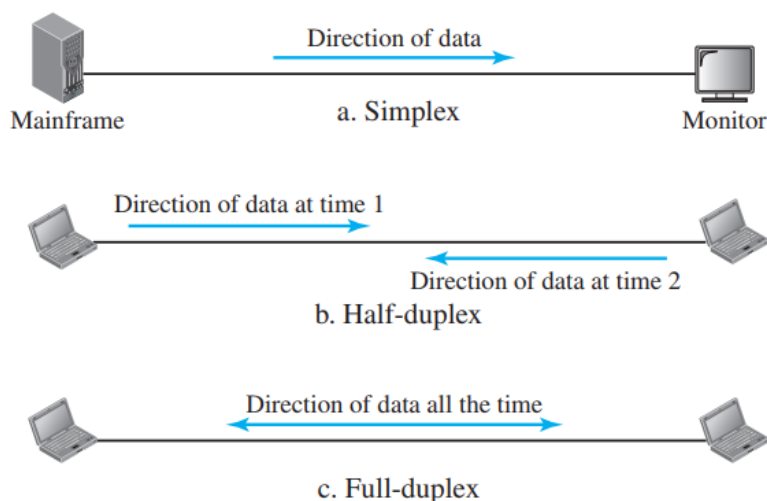 Direction of data
Mainframe
a. Simplex
Monitor
Direction of data at time 1
Direction of data at time 2
b. Half-duplex
Direction of data all the time
c. Full-duplex